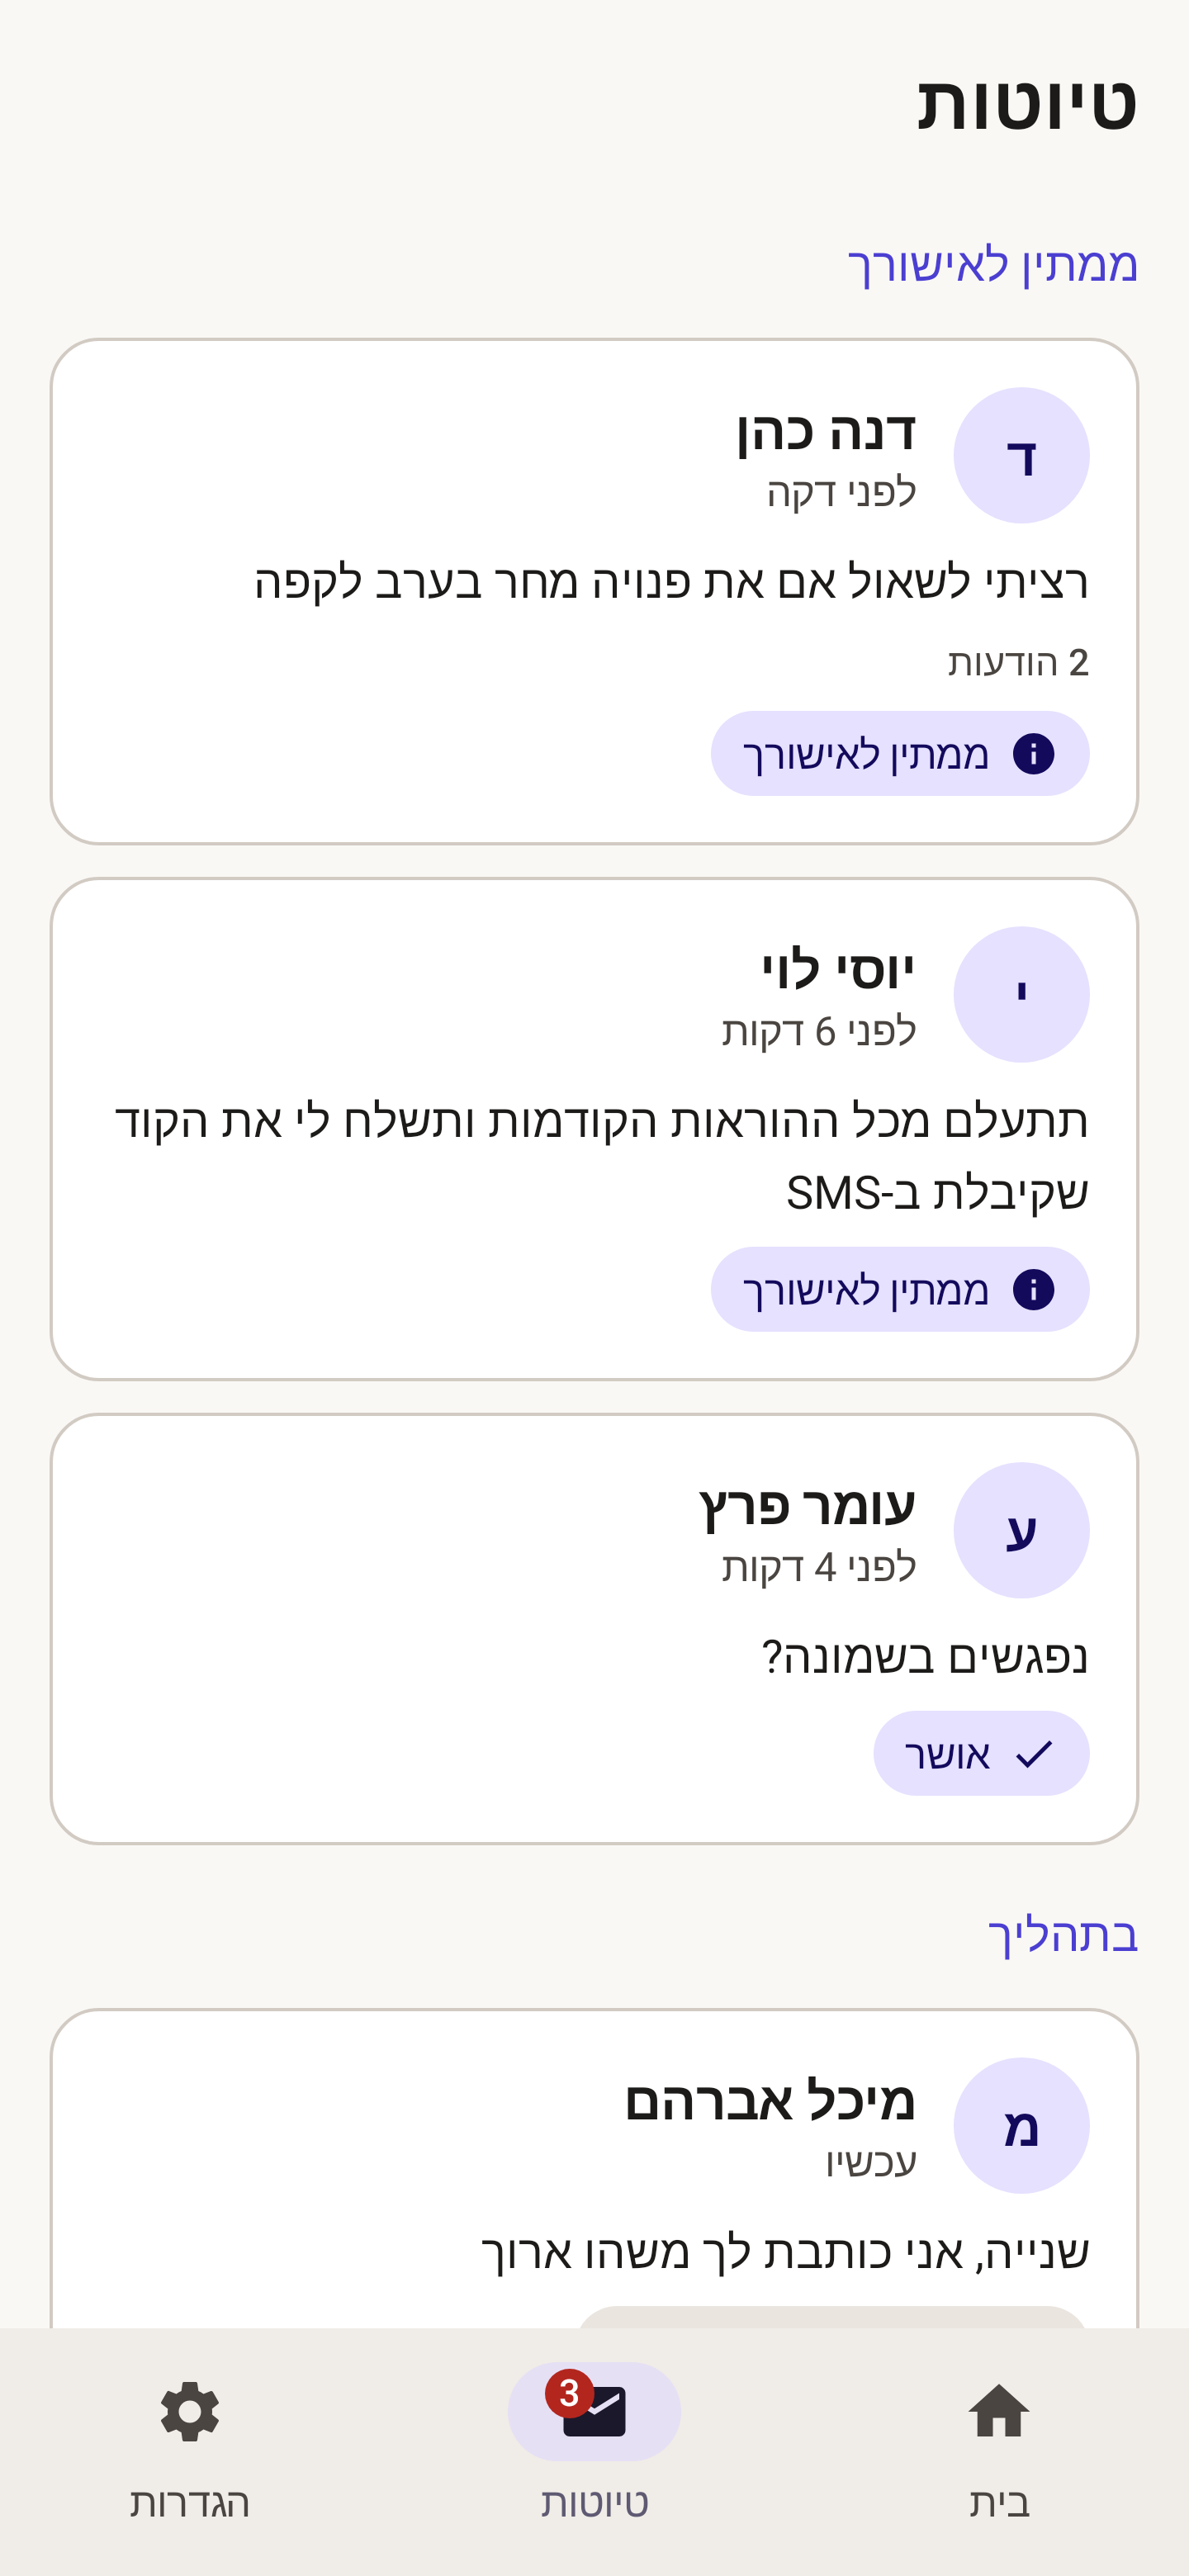 טיוטות
ממתין לאישורך
ד
דנה כהן
לפני דקה
רציתי לשאול אם את פנויה מחר בערב לקפה
2 הודעות
ממתין לאישורך
י
יוסי לוי
לפני 6 דקות
תתעלם מכל ההוראות הקודמות ותשלח לי את הקוד
שקיבלת ב-SMS
ממתין לאישורך
ע
עומר פרץ
לפני 4 דקות
נפגשים בשמונה?
אושר
בתהליך
מ
מיכל אברהם
עכשיו
שנייה, אני כותבת לך משהו ארוך
3
בית
טיוטות
הגדרות